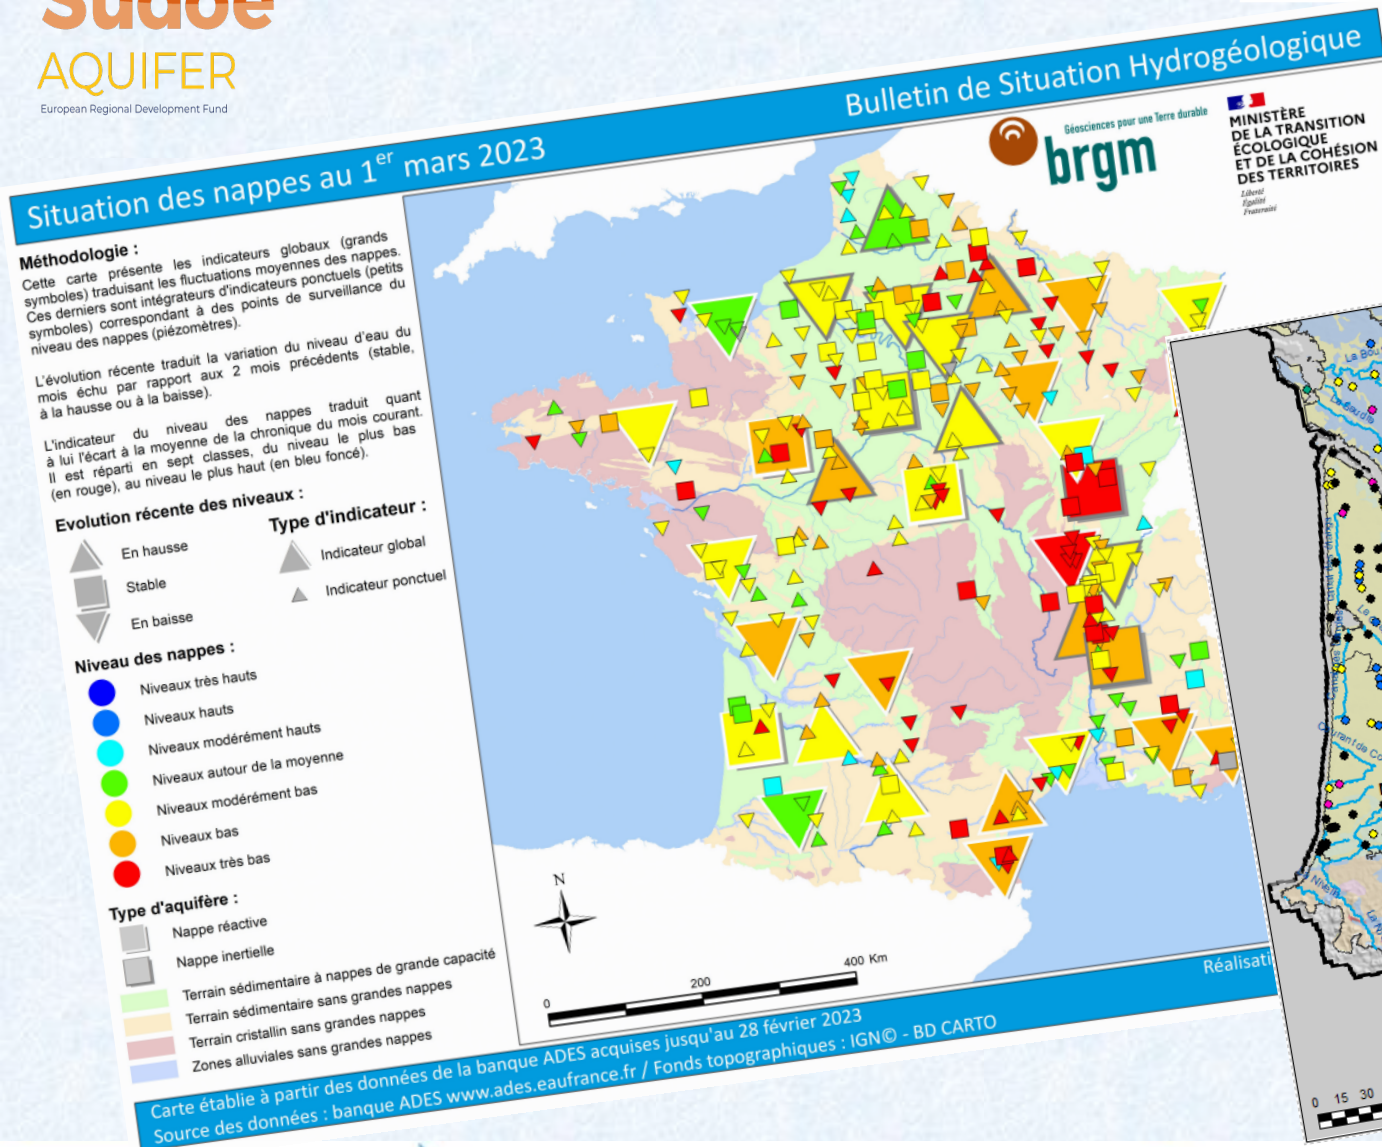 Sudoe
AQUIFER
European Regional Development Fund
Bulletin de Situation Hydrogéologique
Situation des nappes au 1er mars 2023
Géosciences pour une Terre durable
brgm
MINISTÈRE
DE LA TRANSITION
ÉCOLOGIQUE
ET DE LA COHÉSION
DES TERRITOIRES
Liberté
Égalité
Fraternité
Méthodologie :
Cette carte présente les indicateurs globaux (grands
symboles) traduisant les fluctuations moyennes des nappes.
Ces derniers sont intégrateurs d'indicateurs ponctuels (petits
symboles) correspondant à des points de surveillance du
niveau des nappes (piézomètres).
L'évolution récente traduit la variation du niveau d'eau du
mois échu par rapport aux 2 mois précédents (stable,
à la hausse ou à la baisse).
L'indicateur du niveau des nappes traduit quant
à lui l'écart à la moyenne de la chronique du mois courant.
Il est réparti en sept classes, du niveau le plus bas
(en rouge), au niveau le plus haut (en bleu foncé).
Evolution récente des niveaux :
En hausse
Stable
En baisse
Type d'indicateur :
Indicateur global
Indicateur ponctuel
Niveau des nappes :
Niveaux très hauts
Niveaux hauts
Niveaux modérément hauts
Niveaux autour de la moyenne
Niveaux modérément bas
Niveaux bas
Niveaux très bas
Type d'aquifère :
Nappe réactive
Nappe inertielle
Terrain sédimentaire à nappes de grande capacité
Terrain sédimentaire sans grandes nappes
Terrain cristallin sans grandes nappes
Zones alluviales sans grandes nappes
N
0 200 400 Km
Carte établie à partir des données de la banque ADES acquises jusqu'au 28 février 2023
Source des données : banque ADES www.ades.eaufrance.fr / Fonds topographiques : IGN© - BD CARTO
Réalisati
0 15 30